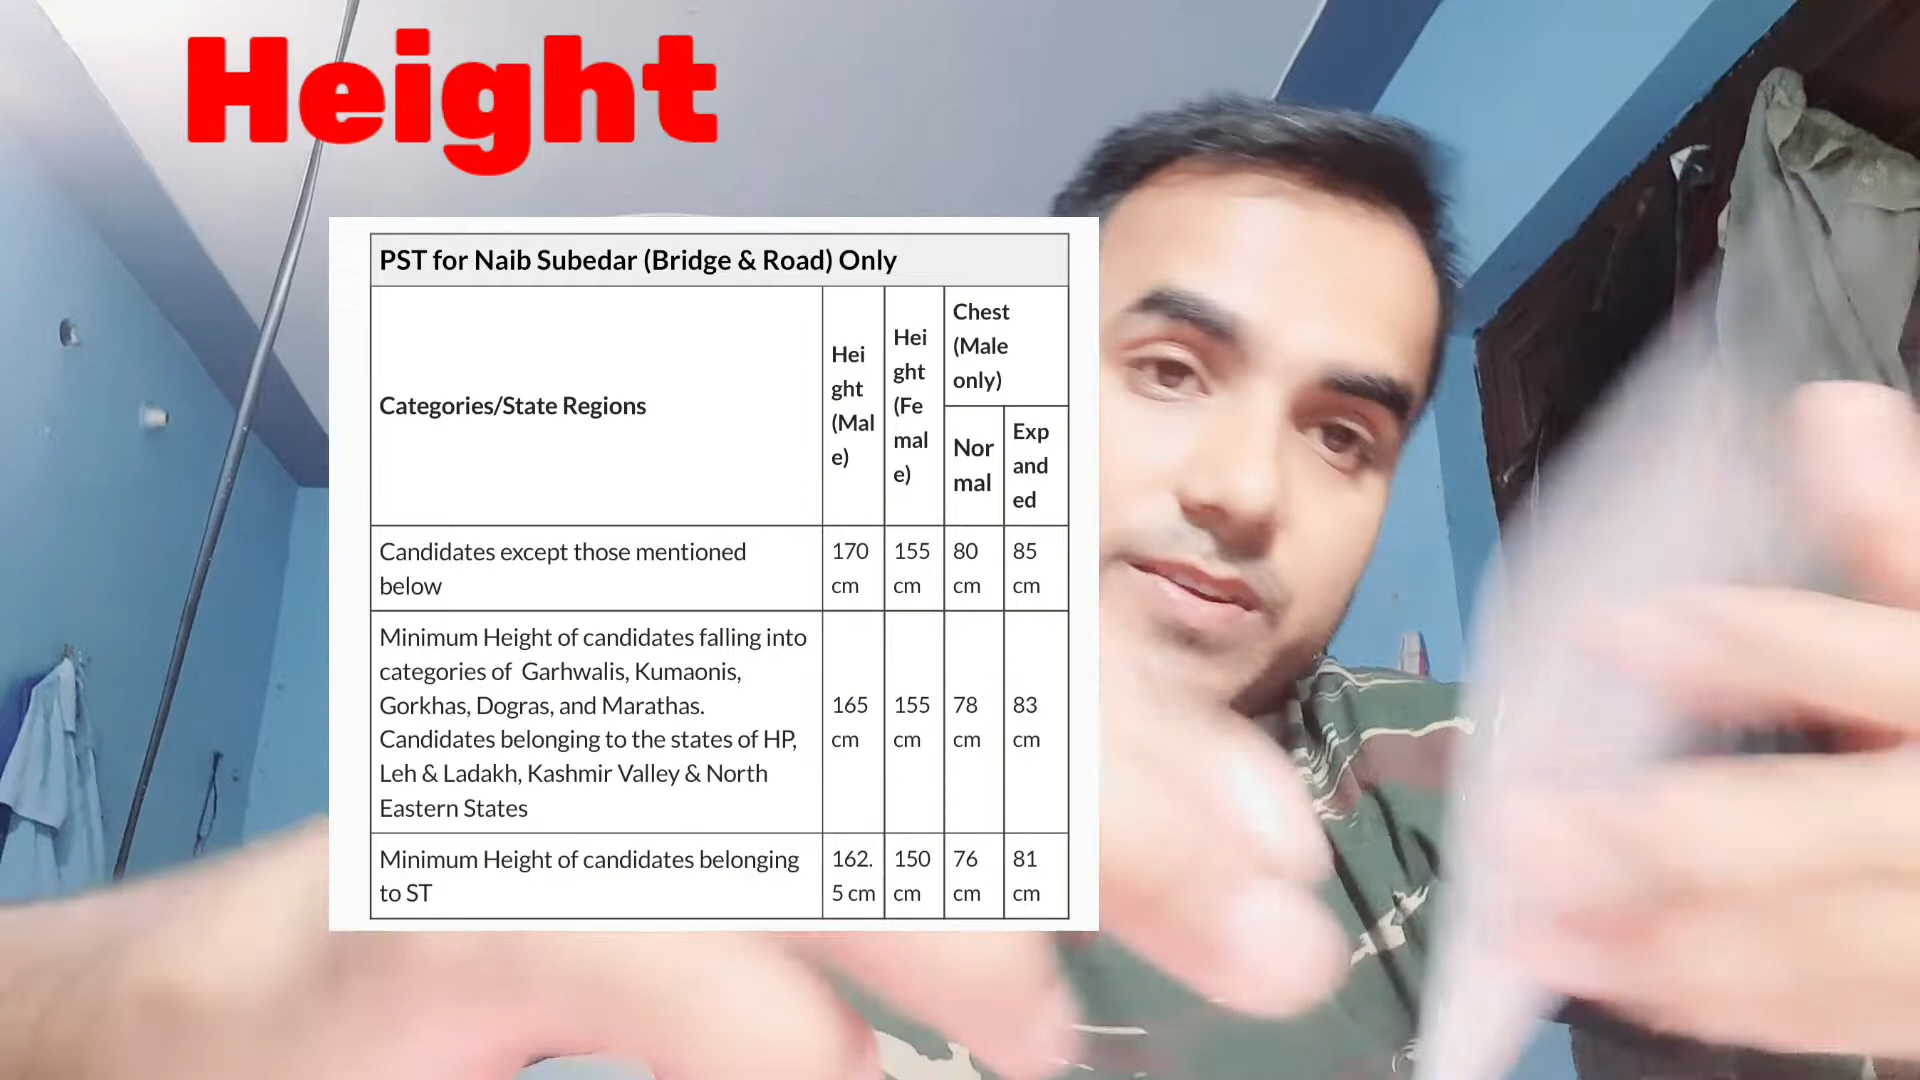 Height
PST for Naib Subedar (Bridge & Road) Only
Categories/State Regions
Hei
ght
(Mal
e)
Hei
ght
(Fe
mal
e)
Chest
(Male
only)
Nor
mal
Exp
and
ed
Candidates except those mentioned
below
170
cm
155
cm
80
cm
85
cm
Minimum Height of candidates falling into
categories of Garhwalis, Kumaonis,
Gorkhas, Dogras, and Marathas.
Candidates belonging to the states of HP,
Leh & Ladakh, Kashmir Valley & North
Eastern States
165
cm
155
cm
78
cm
83
cm
Minimum Height of candidates belonging
to ST
162.
5 cm
150
cm
76
cm
81
cm